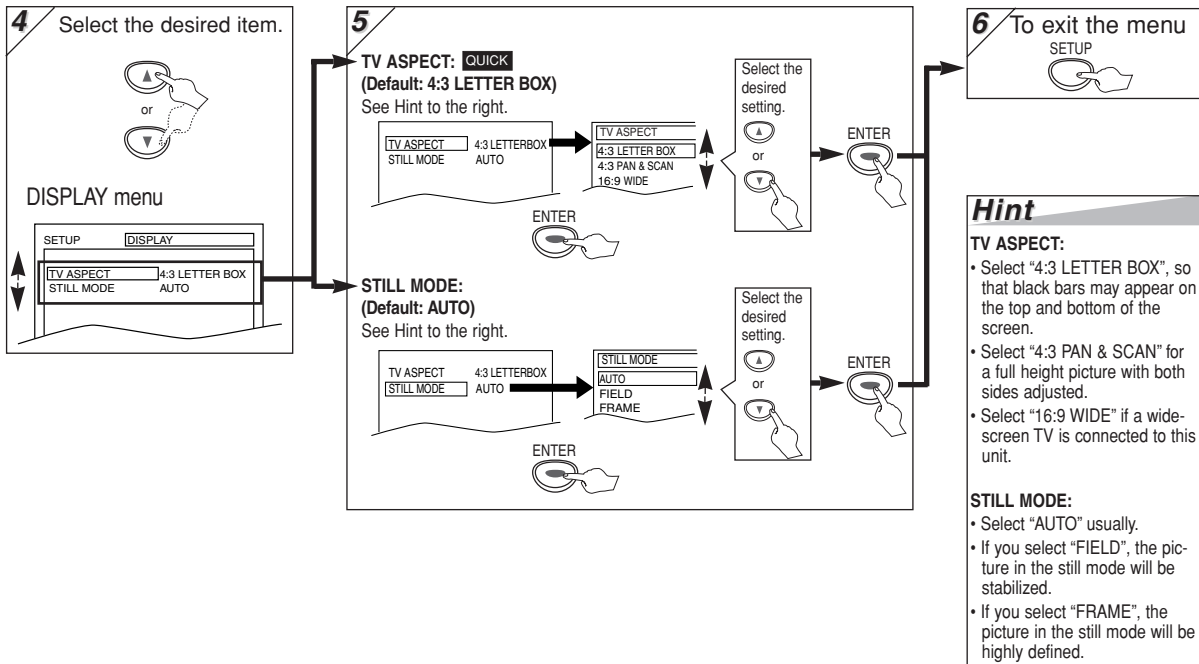 4 Select the desired item.
▲
or
▼
DISPLAY menu
SETUP DISPLAY
TV ASPECT 4:3 LETTER BOX
STILL MODE AUTO
5
TV ASPECT: QUICK
(Default: 4:3 LETTER BOX)
See Hint to the right.
TV ASPECT 4:3 LETTERBOX
STILL MODE AUTO
ENTER
TV ASPECT
4:3 LETTER BOX
4:3 PAN & SCAN
16:9 WIDE
Select the
desired
setting.
▲
or
▼
ENTER
STILL MODE:
(Default: AUTO)
See Hint to the right.
TV ASPECT 4:3 LETTERBOX
STILL MODE AUTO
ENTER
STILL MODE
AUTO
FIELD
FRAME
Select the
desired
setting.
▲
or
▼
ENTER
6 To exit the menu
SETUP
Hint
TV ASPECT:
• Select “4:3 LETTER BOX”, so
that black bars may appear on
the top and bottom of the
screen.
• Select “4:3 PAN & SCAN” for
a full height picture with both
sides adjusted.
• Select “16:9 WIDE” if a wide-
screen TV is connected to this
unit.
STILL MODE:
• Select “AUTO” usually.
• If you select “FIELD”, the pic-
ture in the still mode will be
stabilized.
• If you select “FRAME”, the
picture in the still mode will be
highly defined.